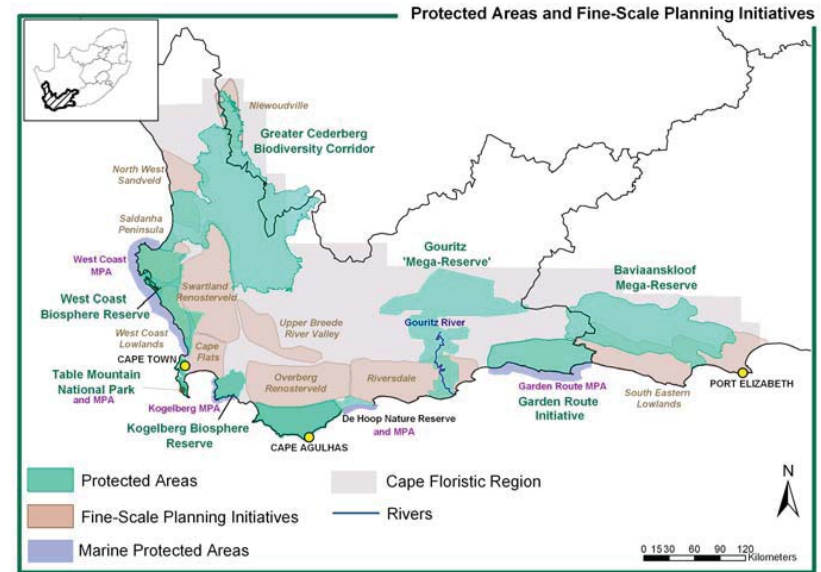 Protected Areas and Fine-Scale Planning Initiatives
Niewoudville
Greater Cederberg
Biodiversity Corridor
North West
Sandveld
Saldanha
Peninsula
West Coast
MPA
West Coast
Biosphere Reserve
Swartland
Renosterveld
Gouritz
'Mega-Reserve'
Baviaanskloof
Mega-Reserve
Gouritz River
Upper Breede
River Valley
West Coast
Lowlands
Cape
Flats
CAPE TOWN
Table Mountain
National Park
and MPA
Kogelberg MPA
Kogelberg Biosphere
Reserve
Overberg
Renosterveld
Riversdale
De Hoop Nature Reserve
and MPA
CAPE AGULHAS
Garden Route MPA
Garden Route
Initiative
South Eastern
Lowlands
PORT ELIZABETH
Protected Areas
Fine-Scale Planning Initiatives
Marine Protected Areas
Cape Floristic Region
Rivers
N
0 15 30 60 90 120
Kilometers